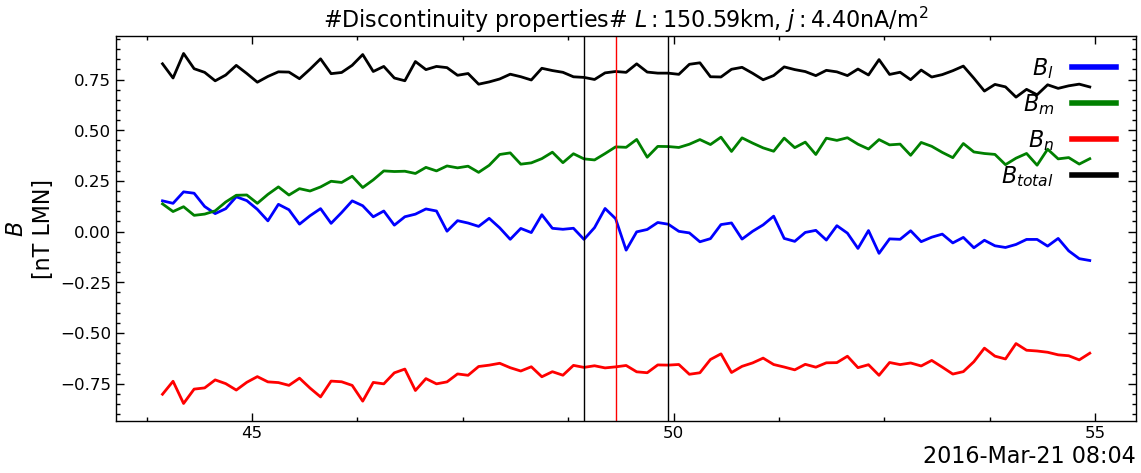 #Discontinuity properties# L : 150.59km, j : 4.40nA/m²
B
[nT LMN]
0.75
0.50
0.25
0.00
−0.25
−0.50
−0.75
B_l
B_m
B_n
B_total
45
50
55
2016-Mar-21 08:04